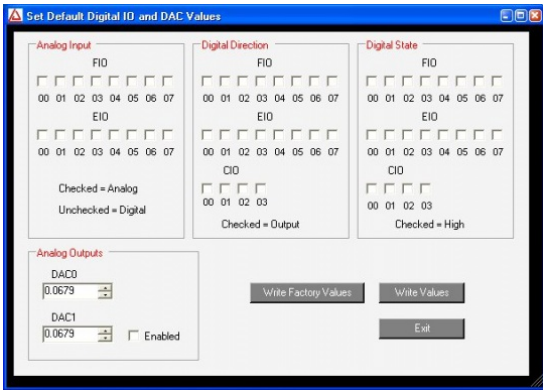 Set Default Digital IO and DAC Values
Analog Input
FIO
00 01 02 03 04 05 06 07
EIO
00 01 02 03 04 05 06 07
Checked = Analog
Unchecked = Digital
Digital Direction
FIO
00 01 02 03 04 05 06 07
EIO
00 01 02 03 04 05 06 07
CIO
00 01 02 03
Checked = Output
Digital State
FIO
00 01 02 03 04 05 06 07
EIO
00 01 02 03 04 05 06 07
CIO
00 01 02 03
Checked = High
Analog Outputs
DAC0
0.0679
DAC1
0.0679
Enabled
Write Factory Values
Write Values
Exit